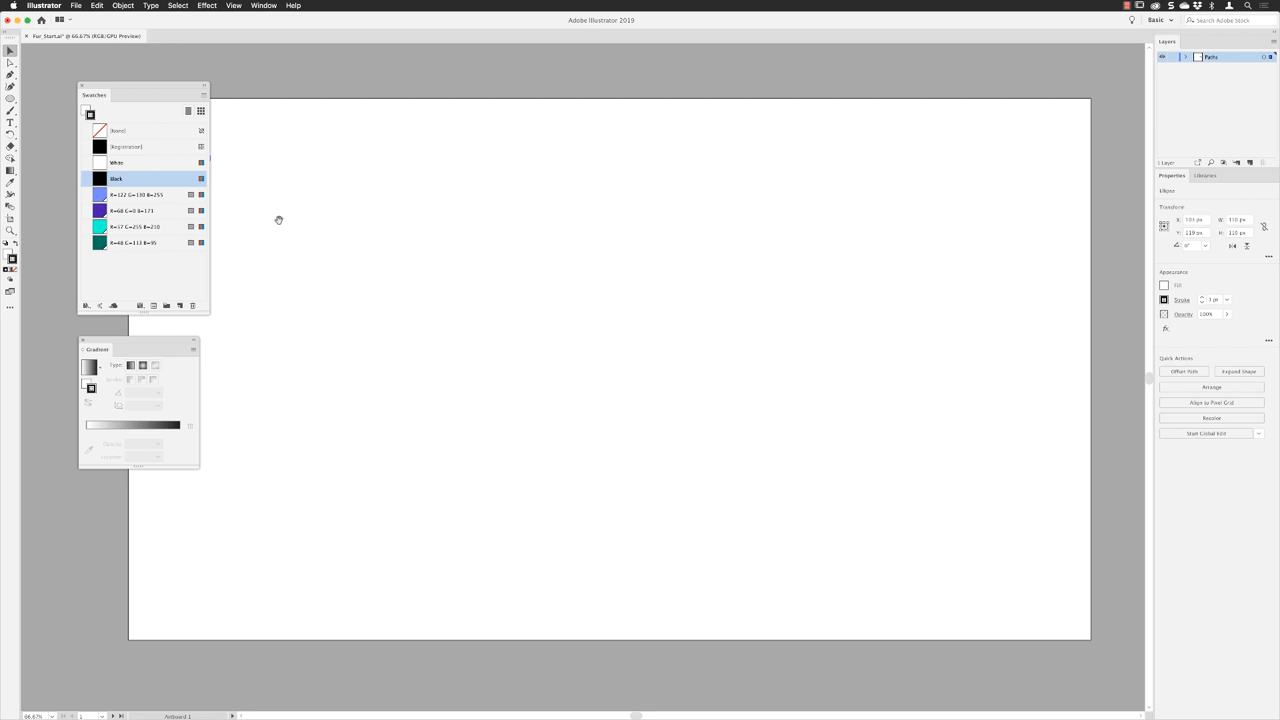 Illustrator File Edit Object Type Select Effect View Window Help
Adobe Illustrator 2019
Basic
Search Adobe Stock
Fur_Start.ai* @ 66.67% (RGB/GPU Preview)
Layers
Paths
Swatches
[None]
[Registration]
White
Black
R=122 G=130 B=255
R=68 G=0 B=171
R=17 G=255 B=210
R=48 G=113 B=95
1 Layer
Properties Libraries
Ellipse
Transform
X: 103 px W: 110 px
Y: 119 px H: 110 px
0°
Appearance
Fill
Stroke 1 pt
Opacity 100%
fx.
Quick Actions
Offset Path Expand Shape
Arrange
Align to Pixel Grid
Recolor
Start Global Edit
Gradient
Type:
Stroke:
Opacity:
Location:
66.67% 1 Artboard 1